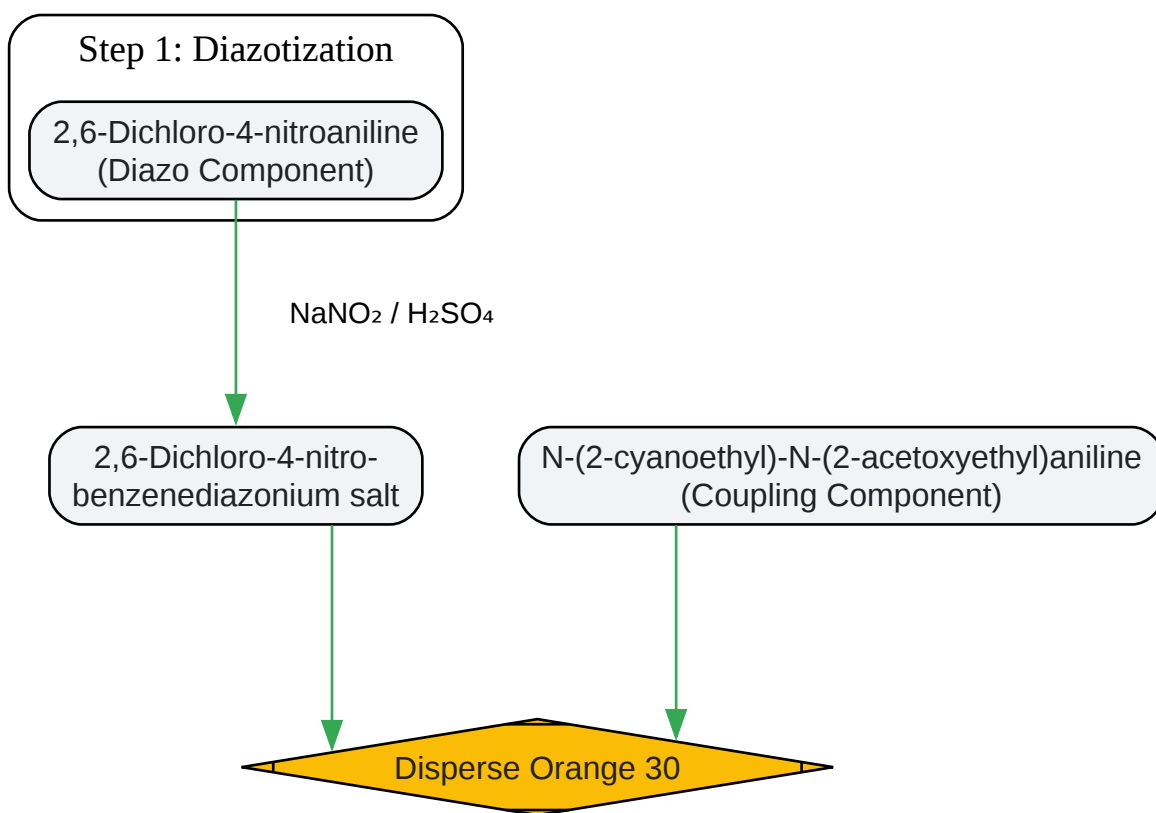 Step 1: Diazotization
2,6-Dichloro-4-nitroaniline
(Diazo Component)
NaNO₂ / H₂SO₄
2,6-Dichloro-4-nitro-
benzenediazonium salt
N-(2-cyanoethyl)-N-(2-acetoxyethyl)aniline
(Coupling Component)
Disperse Orange 30